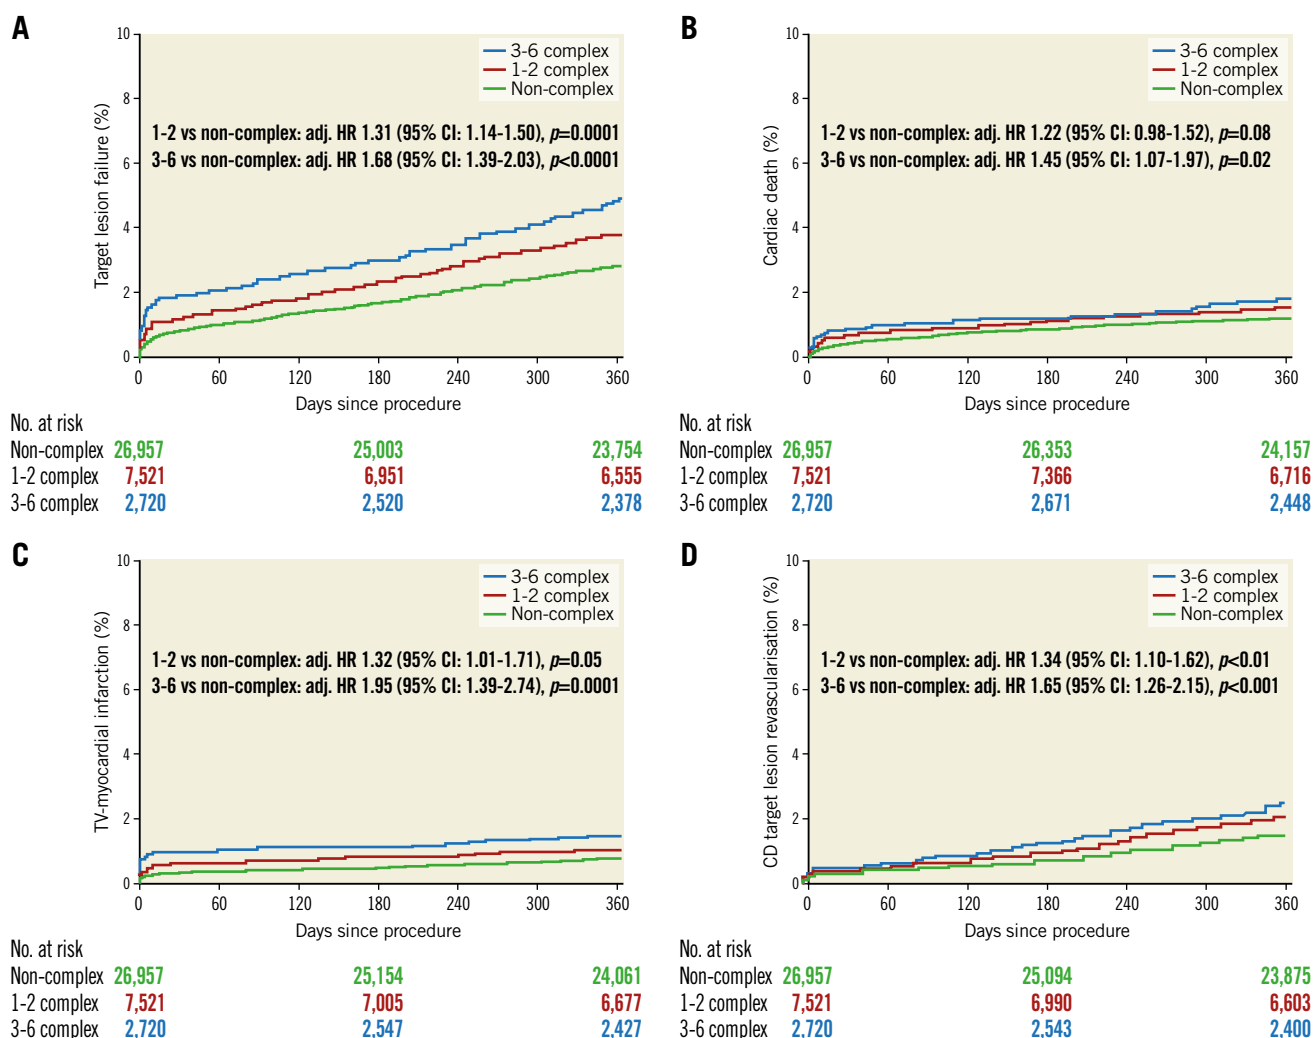 A
Target lesion failure (%)
10
8
6
4
2
0
3-6 complex
1-2 complex
Non-complex
1-2 vs non-complex: adj. HR 1.31 (95% CI: 1.14-1.50), p=0.0001
3-6 vs non-complex: adj. HR 1.68 (95% CI: 1.39-2.03), p<0.0001
0 60 120 180 240 300 360
Days since procedure
No. at risk
Non-complex 26,957 25,003 23,754
1-2 complex 7,521 6,951 6,555
3-6 complex 2,720 2,520 2,378
B
Cardiac death (%)
10
8
6
4
2
0
3-6 complex
1-2 complex
Non-complex
1-2 vs non-complex: adj. HR 1.22 (95% CI: 0.98-1.52), p=0.08
3-6 vs non-complex: adj. HR 1.45 (95% CI: 1.07-1.97), p=0.02
0 60 120 180 240 300 360
Days since procedure
No. at risk
Non-complex 26,957 26,353 24,157
1-2 complex 7,521 7,366 6,716
3-6 complex 2,720 2,671 2,448
C
TV-myocardial infarction (%)
10
8
6
4
2
0
3-6 complex
1-2 complex
Non-complex
1-2 vs non-complex: adj. HR 1.32 (95% CI: 1.01-1.71), p=0.05
3-6 vs non-complex: adj. HR 1.95 (95% CI: 1.39-2.74), p=0.0001
0 60 120 180 240 300 360
Days since procedure
No. at risk
Non-complex 26,957 25,154 24,061
1-2 complex 7,521 7,005 6,677
3-6 complex 2,720 2,547 2,427
D
CD target lesion revascularisation (%)
10
8
6
4
2
0
3-6 complex
1-2 complex
Non-complex
1-2 vs non-complex: adj. HR 1.34 (95% CI: 1.10-1.62), p<0.01
3-6 vs non-complex: adj. HR 1.65 (95% CI: 1.26-2.15), p<0.001
0 60 120 180 240 300 360
Days since procedure
No. at risk
Non-complex 26,957 25,094 23,875
1-2 complex 7,521 6,990 6,603
3-6 complex 2,720 2,543 2,400